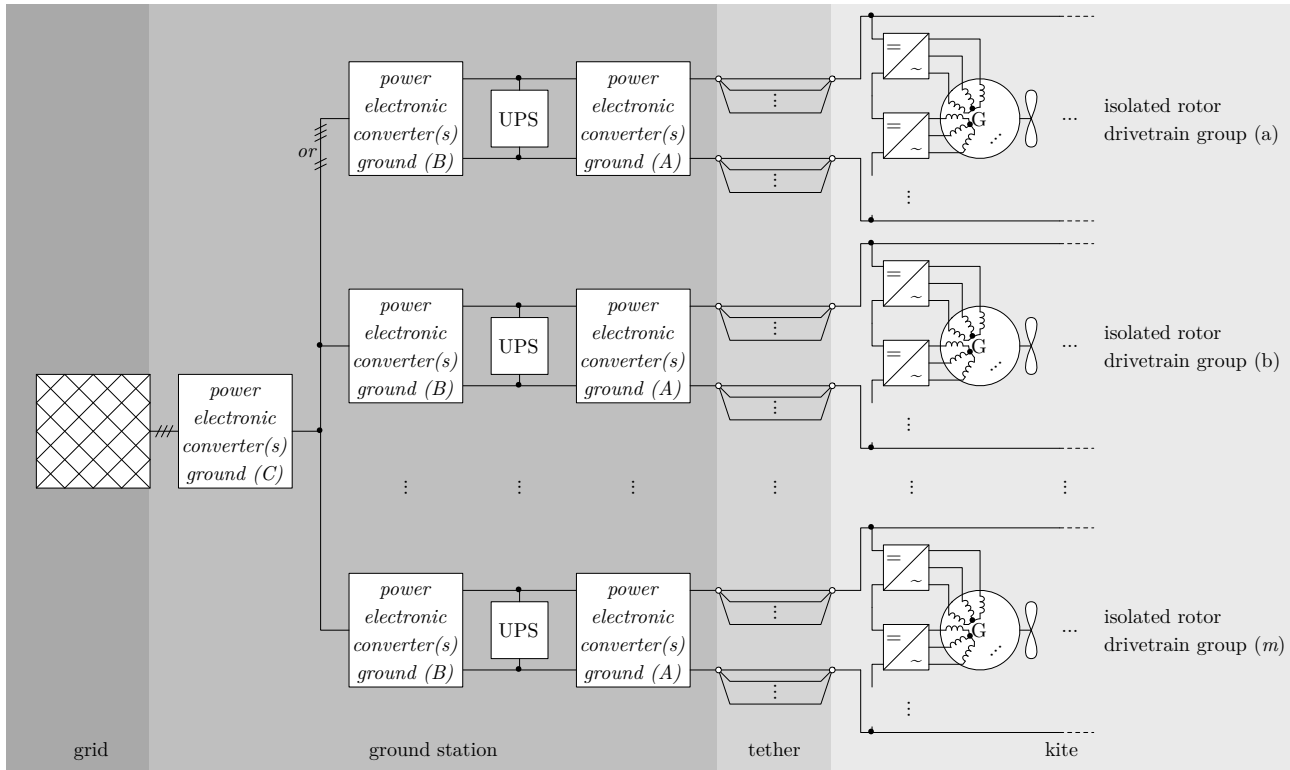 power
electronic
converter(s)
ground (B)
UPS
power
electronic
converter(s)
ground (A)
=
~
=
~
G
...
...
isolated rotor
drivetrain group (a)
or
power
electronic
converter(s)
ground (B)
UPS
power
electronic
converter(s)
ground (A)
=
~
=
~
G
...
...
isolated rotor
drivetrain group (b)
power
electronic
converter(s)
ground (C)
power
electronic
converter(s)
ground (B)
UPS
power
electronic
converter(s)
ground (A)
=
~
=
~
G
...
...
isolated rotor
drivetrain group (m)
grid
ground station
tether
kite